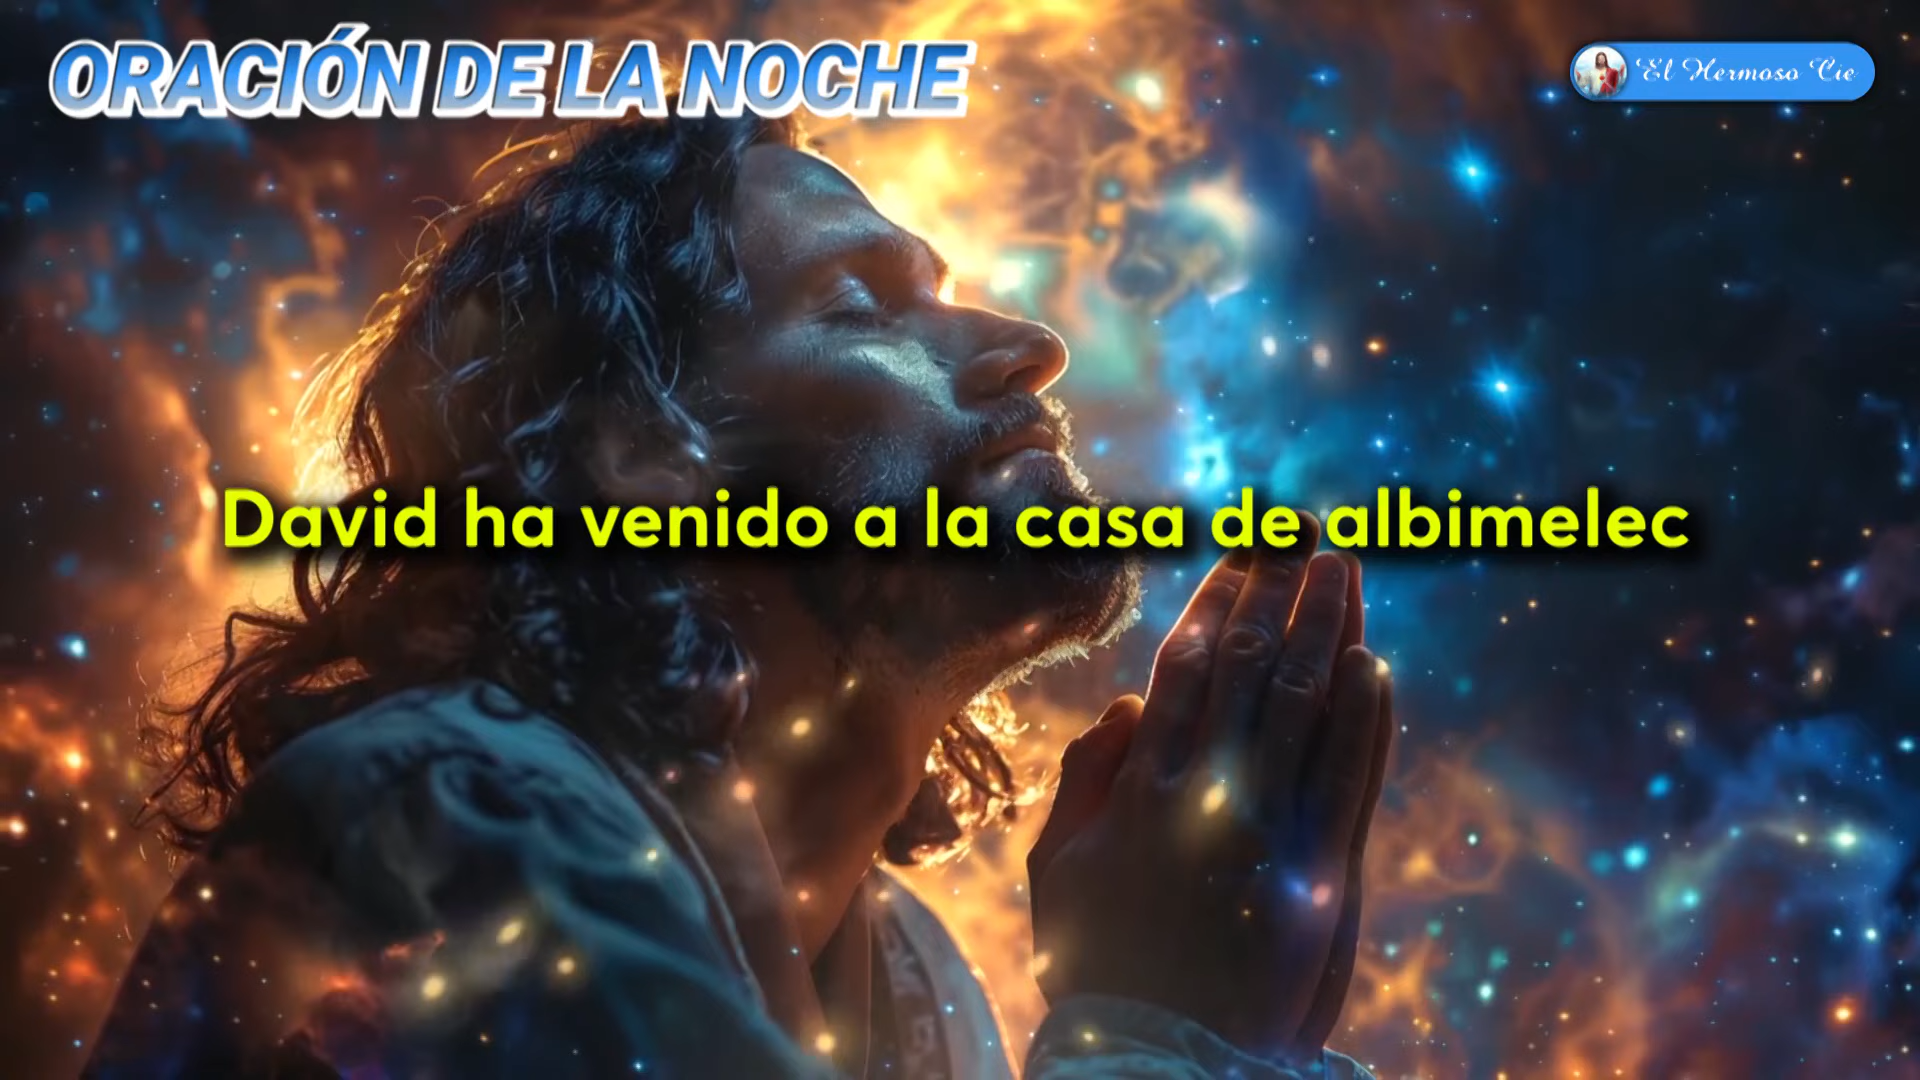 ORACIÓN DE LA NOCHE
El Hermoso Cie
David ha venido a la casa de albimelec